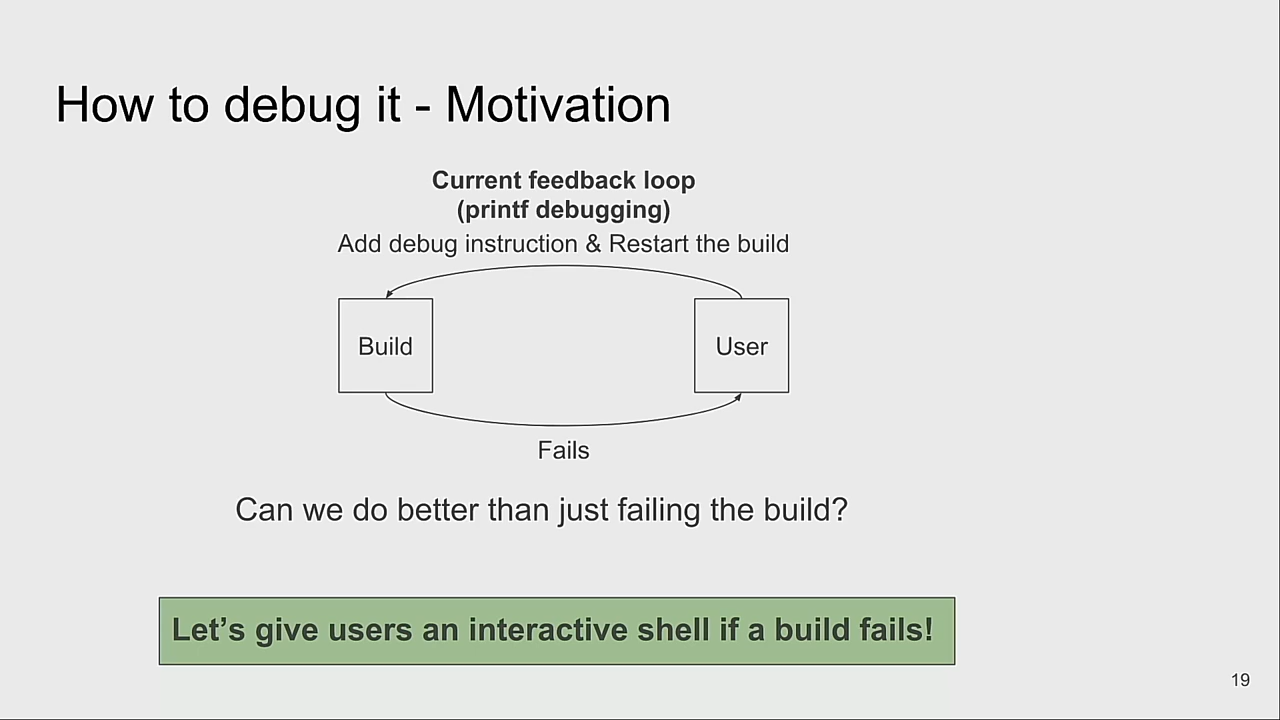 How to debug it - Motivation
Current feedback loop
(printf debugging)
Add debug instruction & Restart the build
Build
User
Fails
Can we do better than just failing the build?
Let’s give users an interactive shell if a build fails!
19